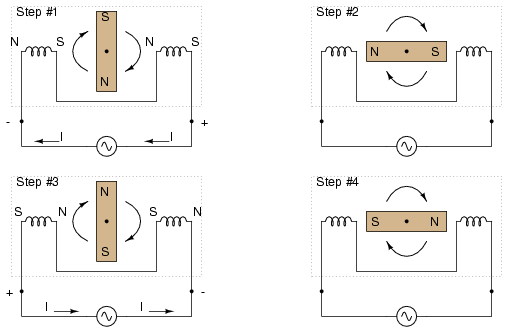 Step #1
S
N S N S
N
- +
I I
Step #2
N S
Step #3
N
S N S N
S
+ -
I I
Step #4
S N